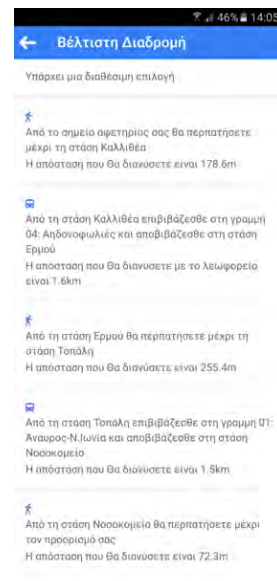 46% 14:05
Βέλτιστη Διαδρομή
Υπάρχει μια διαθέσιμη επιλογή
Από το σημείο αφετηρίας σας θα περπατήσετε
μέχρι τη στάση Καλλιθέα
Η απόσταση που θα διανύσετε είναι 178.6m
Από τη στάση Καλλιθέα επιβιβάζεσθε στη γραμμή
04: Αηδονοφωλιές και αποβιβάζεσθε στη στάση
Ερμού
Η απόσταση που θα διανύσετε με το λεωφορείο
είναι 1.6km
Από τη στάση Ερμού θα περπατήσετε μέχρι τη
στάση Τοπάλη
Η απόσταση που θα διανύσετε είναι 255.4m
Από τη στάση Τοπάλη επιβιβάζεσθε στη γραμμή 01:
Άναυρος-Ν.Ιωνία και αποβιβάζεσθε στη στάση
Νοσοκομείο
Η απόσταση που θα διανύσετε είναι 1.5km
Από τη στάση Νοσοκομείο θα περπατήσετε μέχρι
τον προορισμό σας
Η απόσταση που θα διανύσετε είναι 72.3m